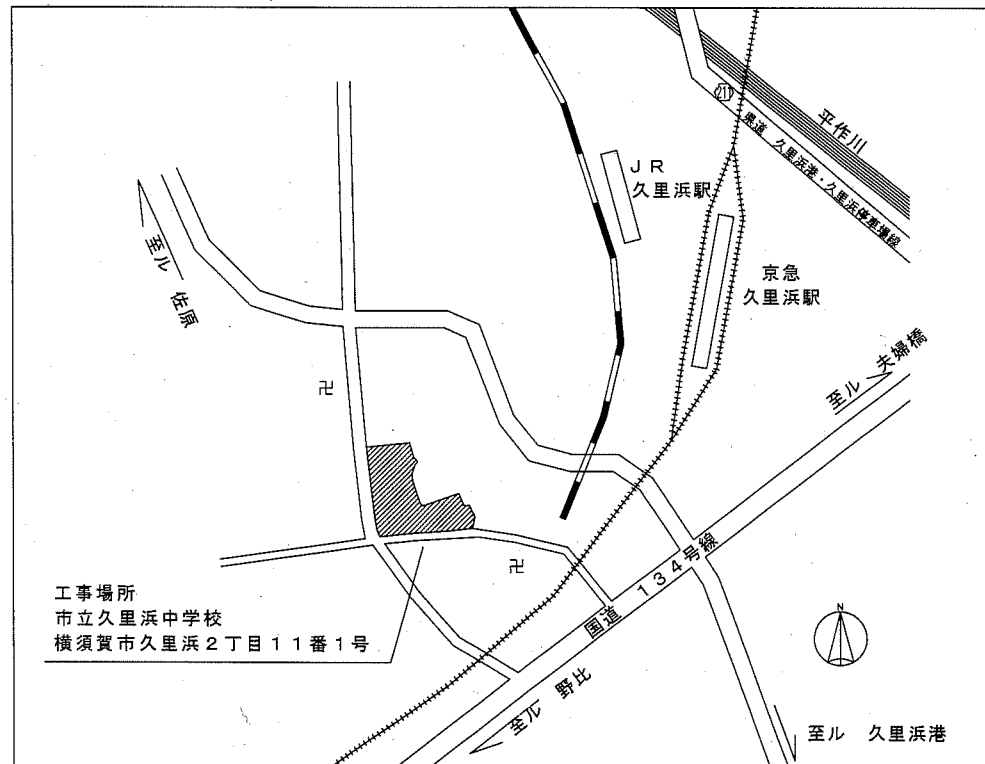 平作川
211
県道 久里浜港・久里浜停車場線
JR
久里浜駅
京急
久里浜駅
至ル 佐原
至ル 夫婦橋
卍
卍
国道 134号線
工事場所
市立久里浜中学校
横須賀市久里浜2丁目11番1号
N
至ル 野比
至ル 久里浜港